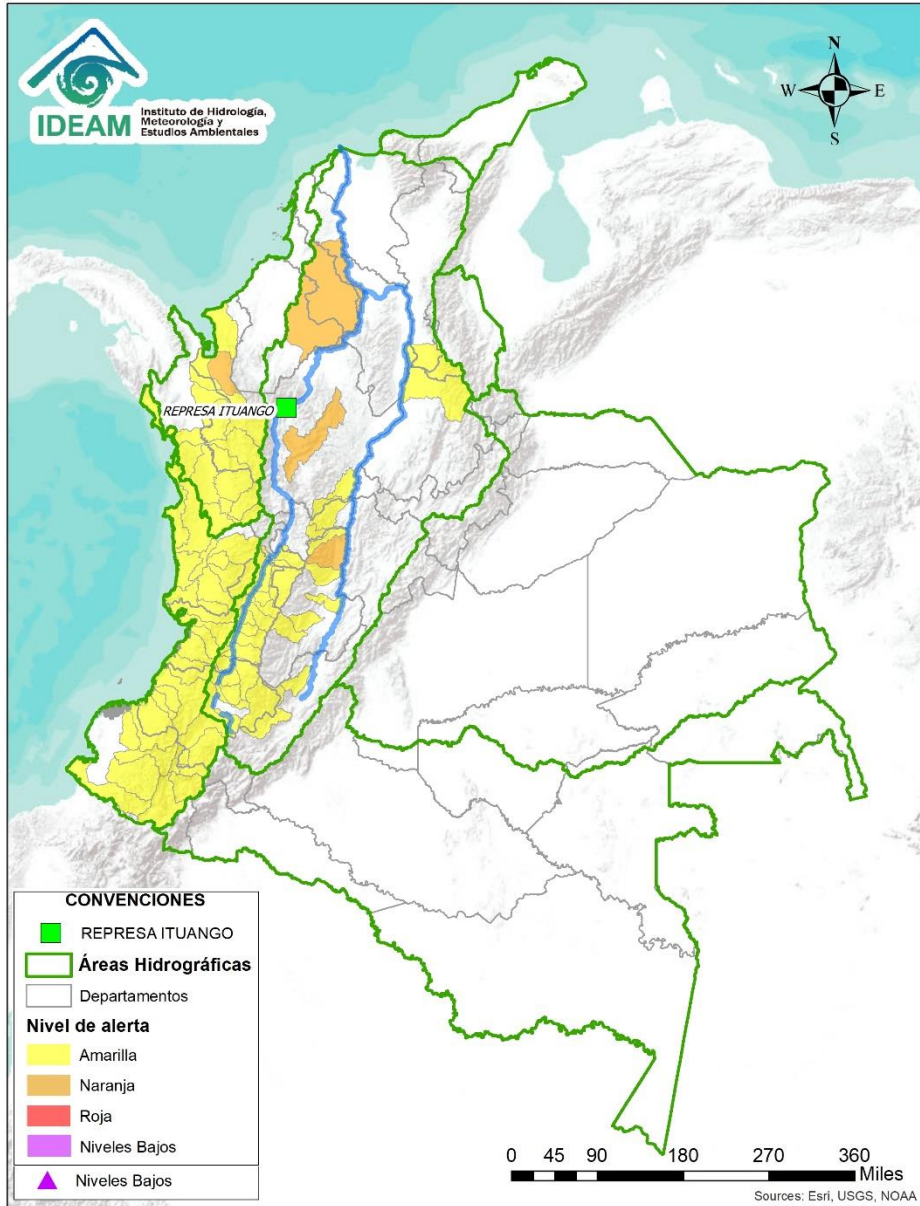 IDEAM
Instituto de Hidrología,
Meteorología y
Estudios Ambientales
N
W
E
S
REPRESA ITUANGO
CONVENCIONES
REPRESA ITUANGO
Áreas Hidrográficas
Departamentos
Nivel de alerta
Amarilla
Naranja
Roja
Niveles Bajos
Niveles Bajos
0 45 90 180 270 360
Miles
Sources: Esri, USGS, NOAA